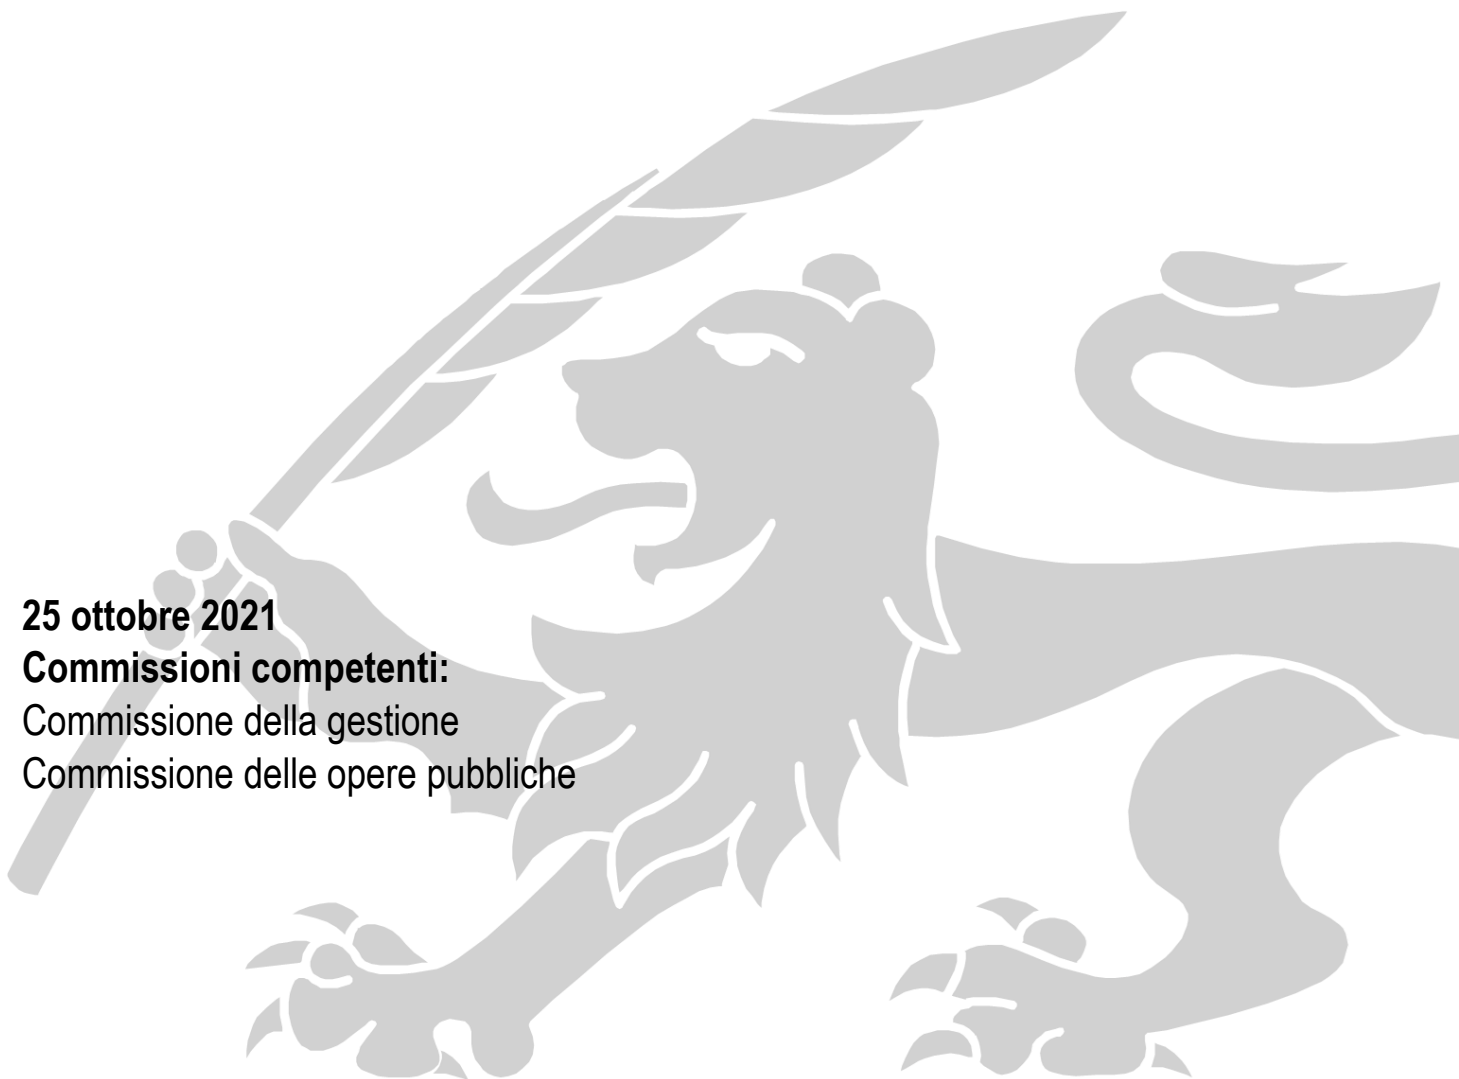 25 ottobre 2021
Commissioni competenti:
Commissione della gestione
Commissione delle opere pubbliche